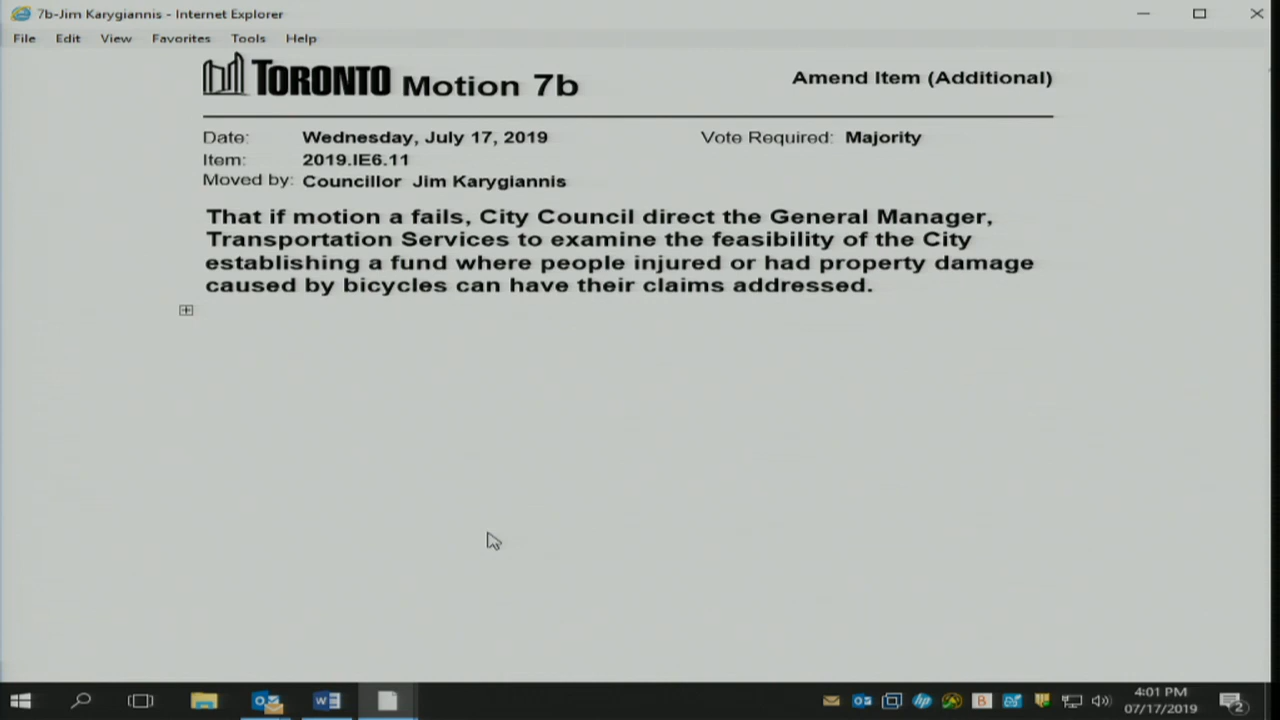 7b-Jim Karygiannis - Internet Explorer
File Edit View Favorites Tools Help
TORONTO Motion 7b
Amend Item (Additional)
Date: Wednesday, July 17, 2019
Vote Required: Majority
Item: 2019.IE6.11
Moved by: Councillor Jim Karygiannis
That if motion a fails, City Council direct the General Manager,
Transportation Services to examine the feasibility of the City
establishing a fund where people injured or had property damage
caused by bicycles can have their claims addressed.
4:01 PM
07/17/2019
2